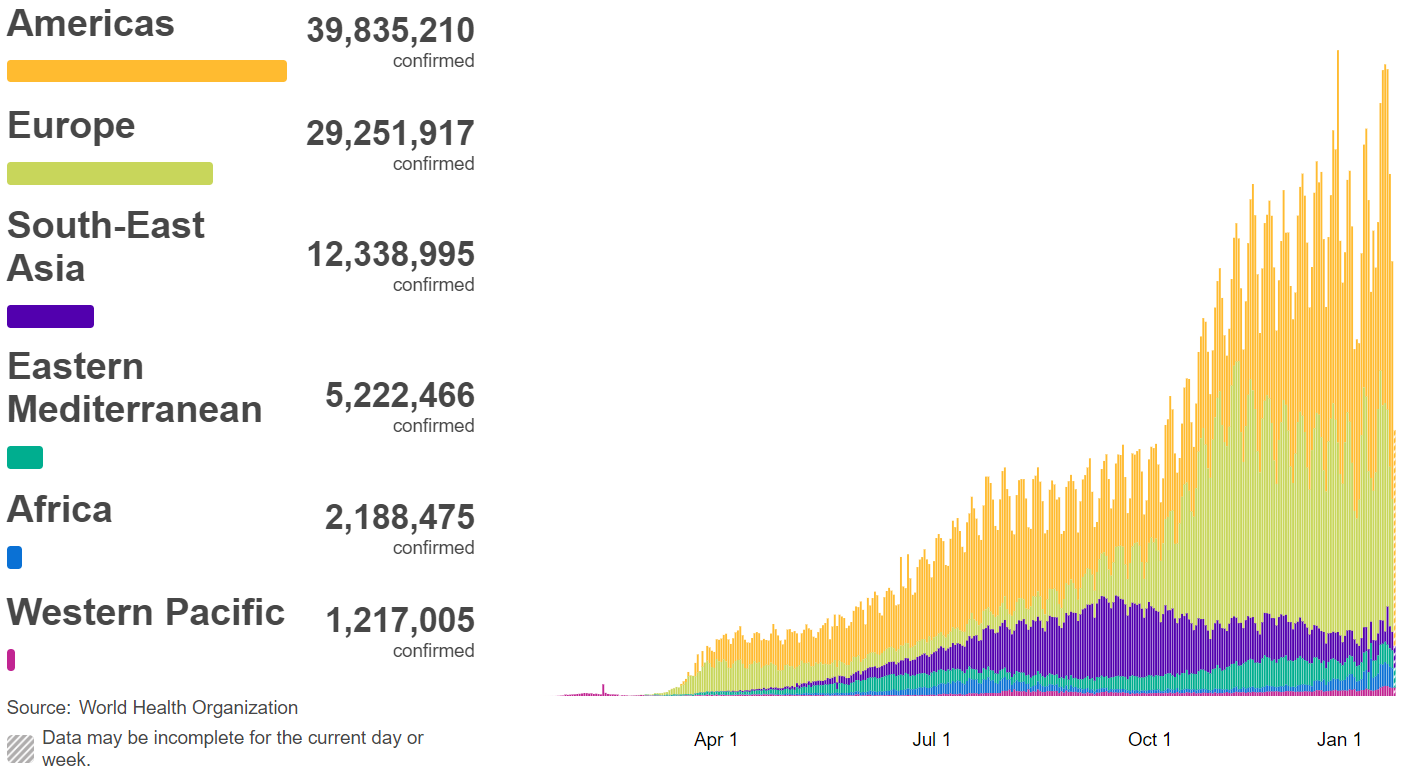 Americas
39,835,210
confirmed
Europe
29,251,917
confirmed
South-East
Asia
12,338,995
confirmed
Eastern
Mediterranean
5,222,466
confirmed
Africa
2,188,475
confirmed
Western Pacific
1,217,005
confirmed
Source: World Health Organization
Data may be incomplete for the current day or
week.
Apr 1
Jul 1
Oct 1
Jan 1